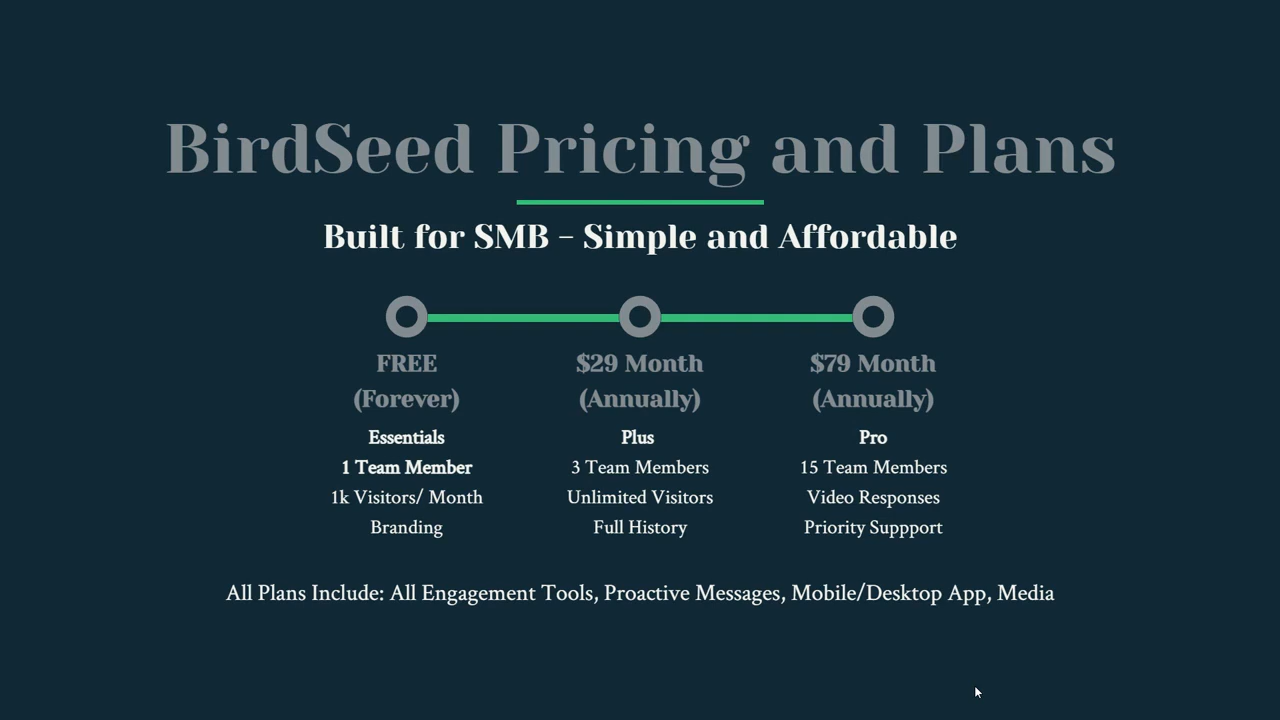 BirdSeed Pricing and Plans
Built for SMB - Simple and Affordable
FREE
(Forever)
Essentials
1 Team Member
1k Visitors/ Month
Branding
$29 Month
(Annually)
Plus
3 Team Members
Unlimited Visitors
Full History
$79 Month
(Annually)
Pro
15 Team Members
Video Responses
Priority Suppport
All Plans Include: All Engagement Tools, Proactive Messages, Mobile/Desktop App, Media